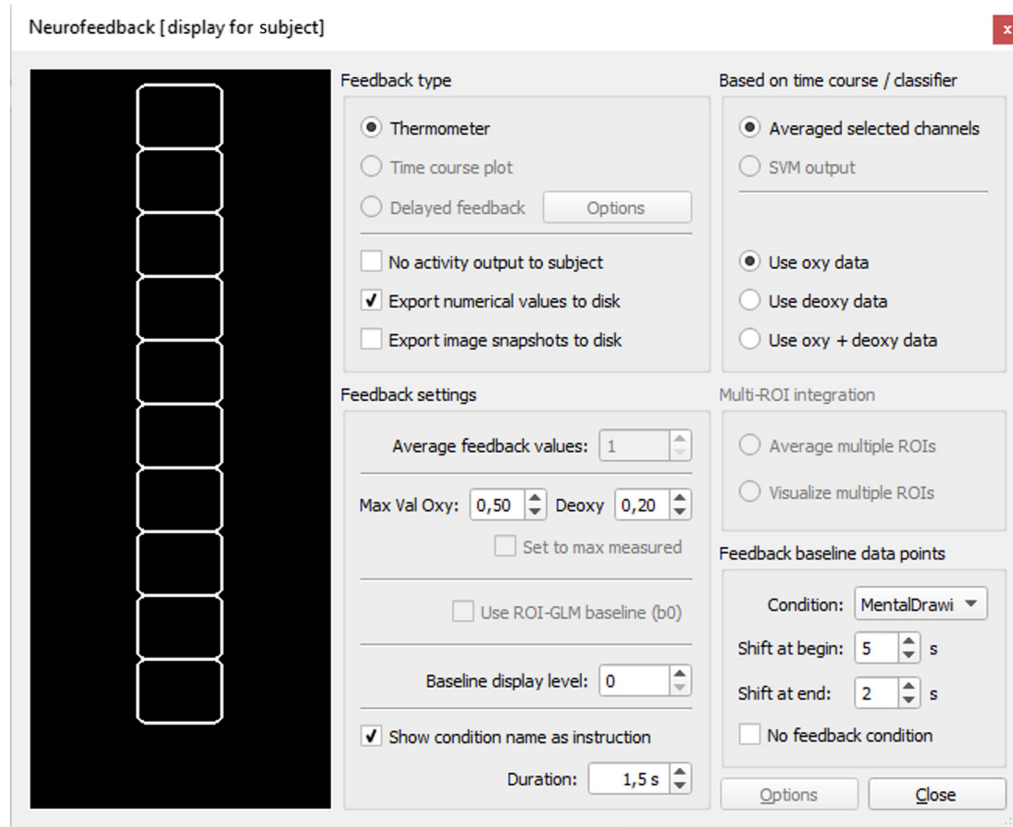 Neurofeedback [display for subject]
x
Feedback type
Thermometer
Time course plot
Delayed feedback
Options
No activity output to subject
Export numerical values to disk
Export image snapshots to disk
Based on time course / classifier
Averaged selected channels
SVM output
Use oxy data
Use deoxy data
Use oxy + deoxy data
Feedback settings
Average feedback values: 1
Max Val Oxy: 0,50 Deoxy 0,20
Set to max measured
Use ROI-GLM baseline (b0)
Baseline display level: 0
Show condition name as instruction
Duration: 1,5 s
Multi-ROI integration
Average multiple ROIs
Visualize multiple ROIs
Feedback baseline data points
Condition: MentalDrawi
Shift at begin: 5 s
Shift at end: 2 s
No feedback condition
Options
Close